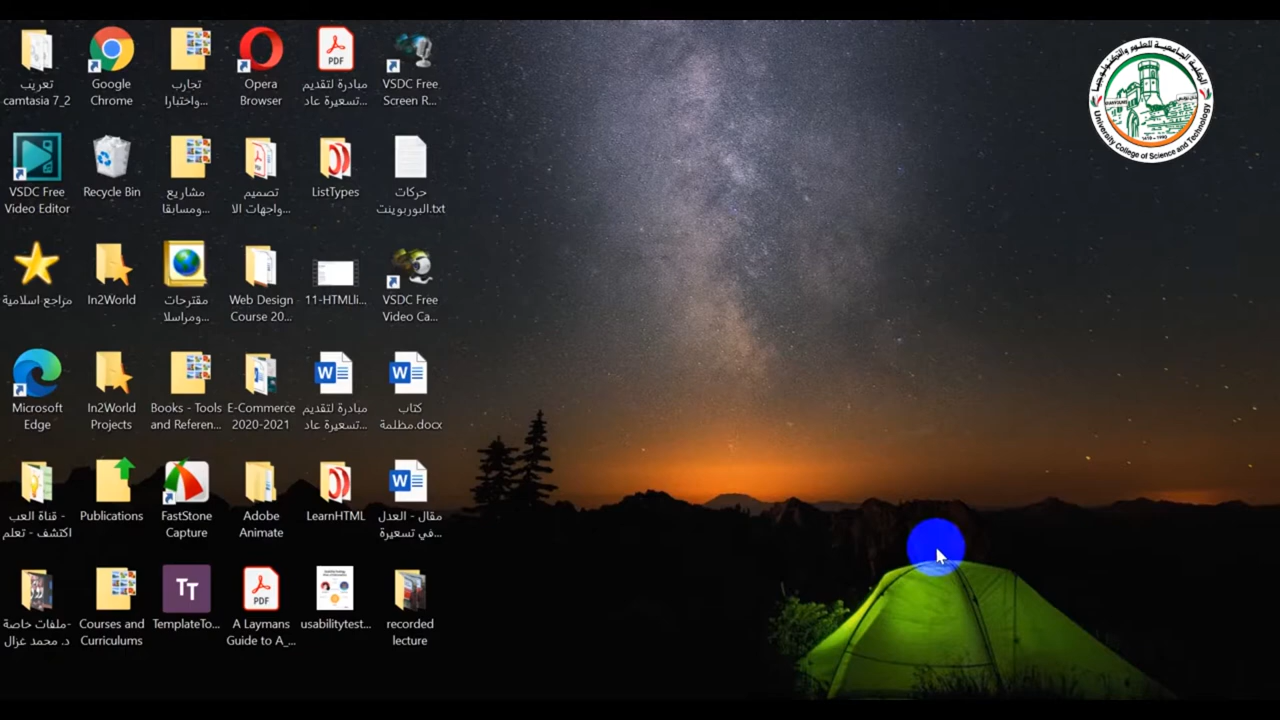 تعريب
camtasia 7_2
Google
Chrome
تجارب
واختبارا...
Opera
Browser
PDF
مبادرة لتقديم
تسعيرة عاد...
VSDC Free
Screen R...
VSDC Free
Video Editor
Recycle Bin
مشاريع
ومسابقا...
تصميم
واجهات الا...
ListTypes
حركات
البوربوينت.txt
مراجع اسلامية
In2World
مقترحات
ومراسلا...
Web Design
Course 20...
11-HTMLli...
VSDC Free
Video Ca...
Microsoft
Edge
In2World
Projects
Books - Tools
and Referen...
E-Commerce
2020-2021
W
مبادرة لتقديم
تسعيرة عاد...
W
كتاب
مظلمة.docx
قناة العب -
اكتشف - تعلم
Publications
FastStone
Capture
Adobe
Animate
LearnHTML
W
مقال - العدل
في تسعيرة...
ملفات خاصة-
د. محمد غزال
Courses and
Curriculums
TT
TemplateTo...
PDF
A Laymans
Guide to A_...
usabilitytest...
recorded
lecture
الكلية الجامعية للعلوم والتكنولوجيا
University College of Science and Technology